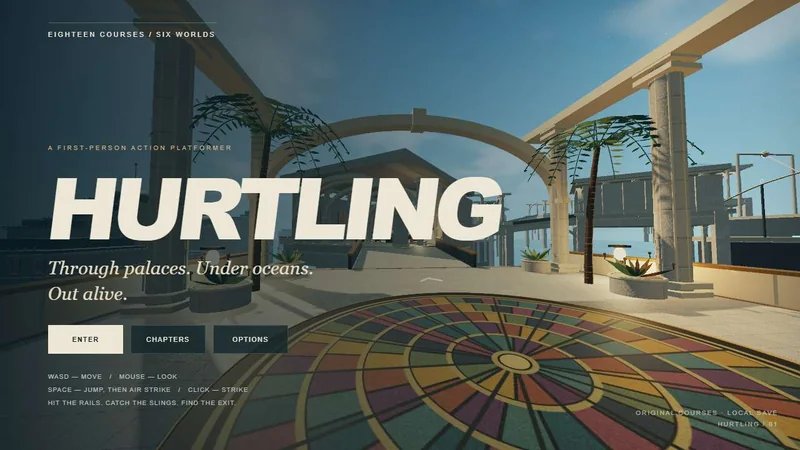 EIGHTEEN COURSES / SIX WORLDS
A FIRST-PERSON ACTION PLATFORMER
HURTLING
Through palaces. Under oceans.
Out alive.
ENTER
CHAPTERS
OPTIONS
WASD — MOVE / MOUSE — LOOK
SPACE — JUMP, THEN AIR STRIKE / CLICK — STRIKE
HIT THE RAILS. CATCH THE SLINGS. FIND THE EXIT.
ORIGINAL COURSES · LOCAL SAVE
HURTLING /